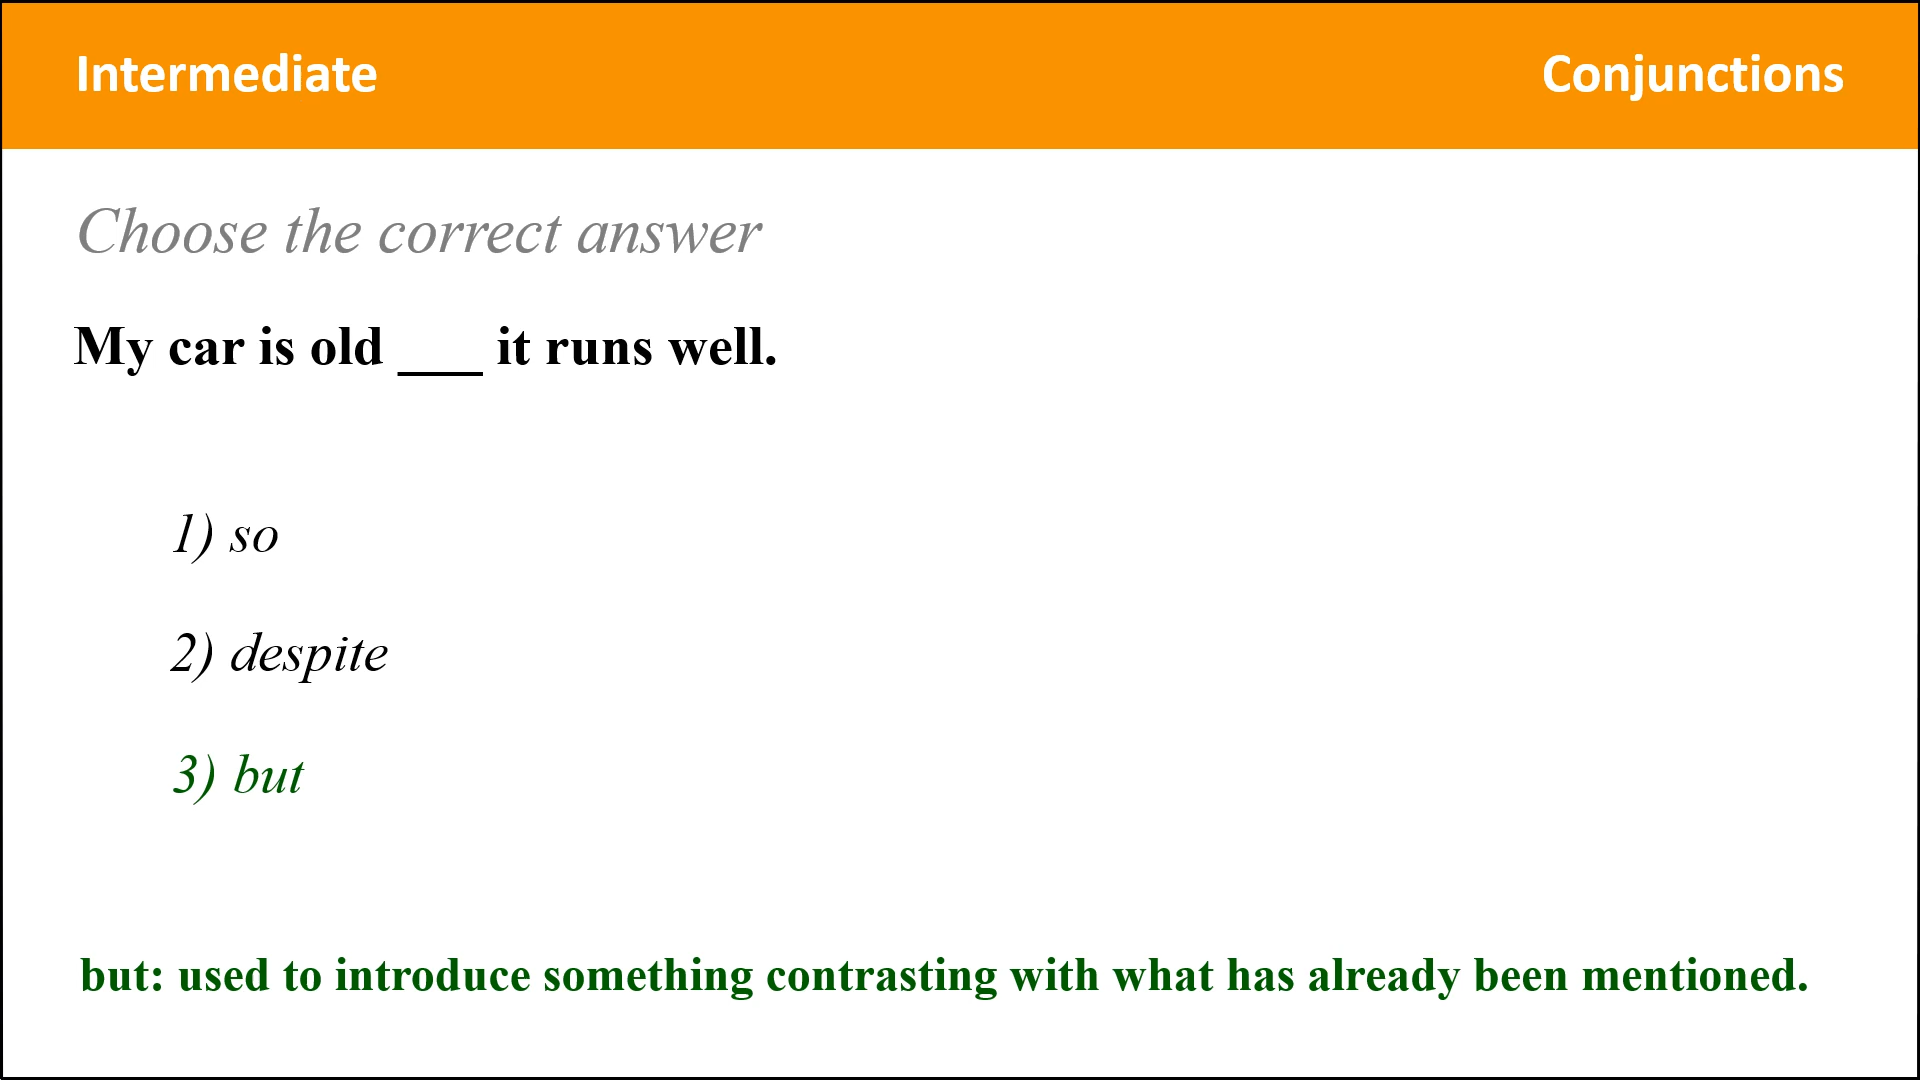 Intermediate
Conjunctions
Choose the correct answer
My car is old ___ it runs well.
1) so
2) despite
3) but
but: used to introduce something contrasting with what has already been mentioned.